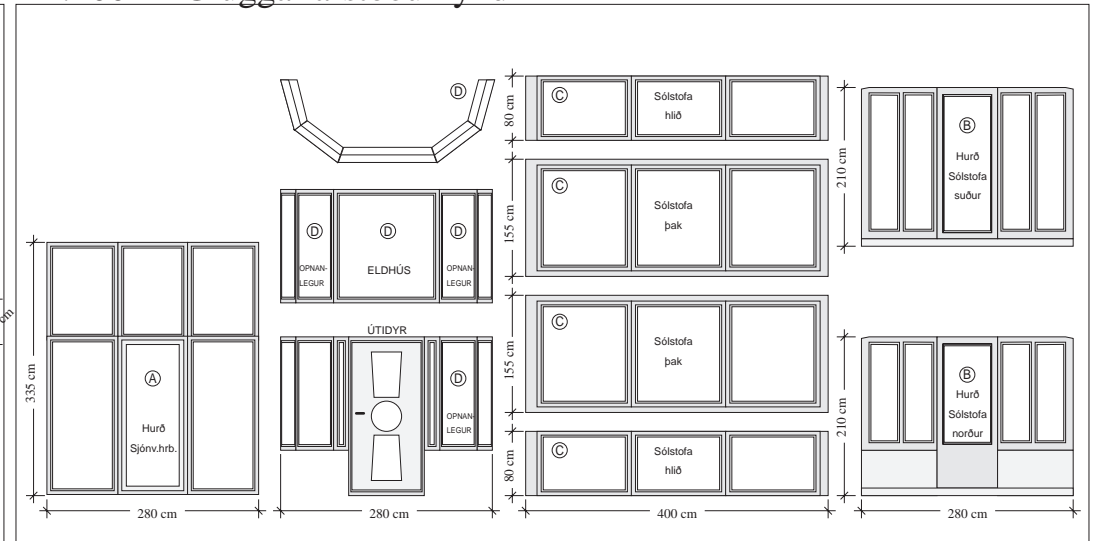 335 cm
Ⓐ
Hurð
Sjónv.hrb.
280 cm
Ⓓ
Ⓓ
OPNAN-
LEGUR
Ⓓ
ELDHÚS
Ⓓ
OPNAN-
LEGUR
ÚTIDYR
Ⓓ
OPNAN-
LEGUR
280 cm
80 cm
Ⓒ
Sólstofa
hlið
155 cm
Ⓒ
Sólstofa
þak
155 cm
Ⓒ
Sólstofa
þak
80 cm
Ⓒ
Sólstofa
hlið
400 cm
210 cm
Ⓑ
Hurð
Sólstofa
suður
210 cm
Ⓑ
Hurð
Sólstofa
norður
280 cm
cm